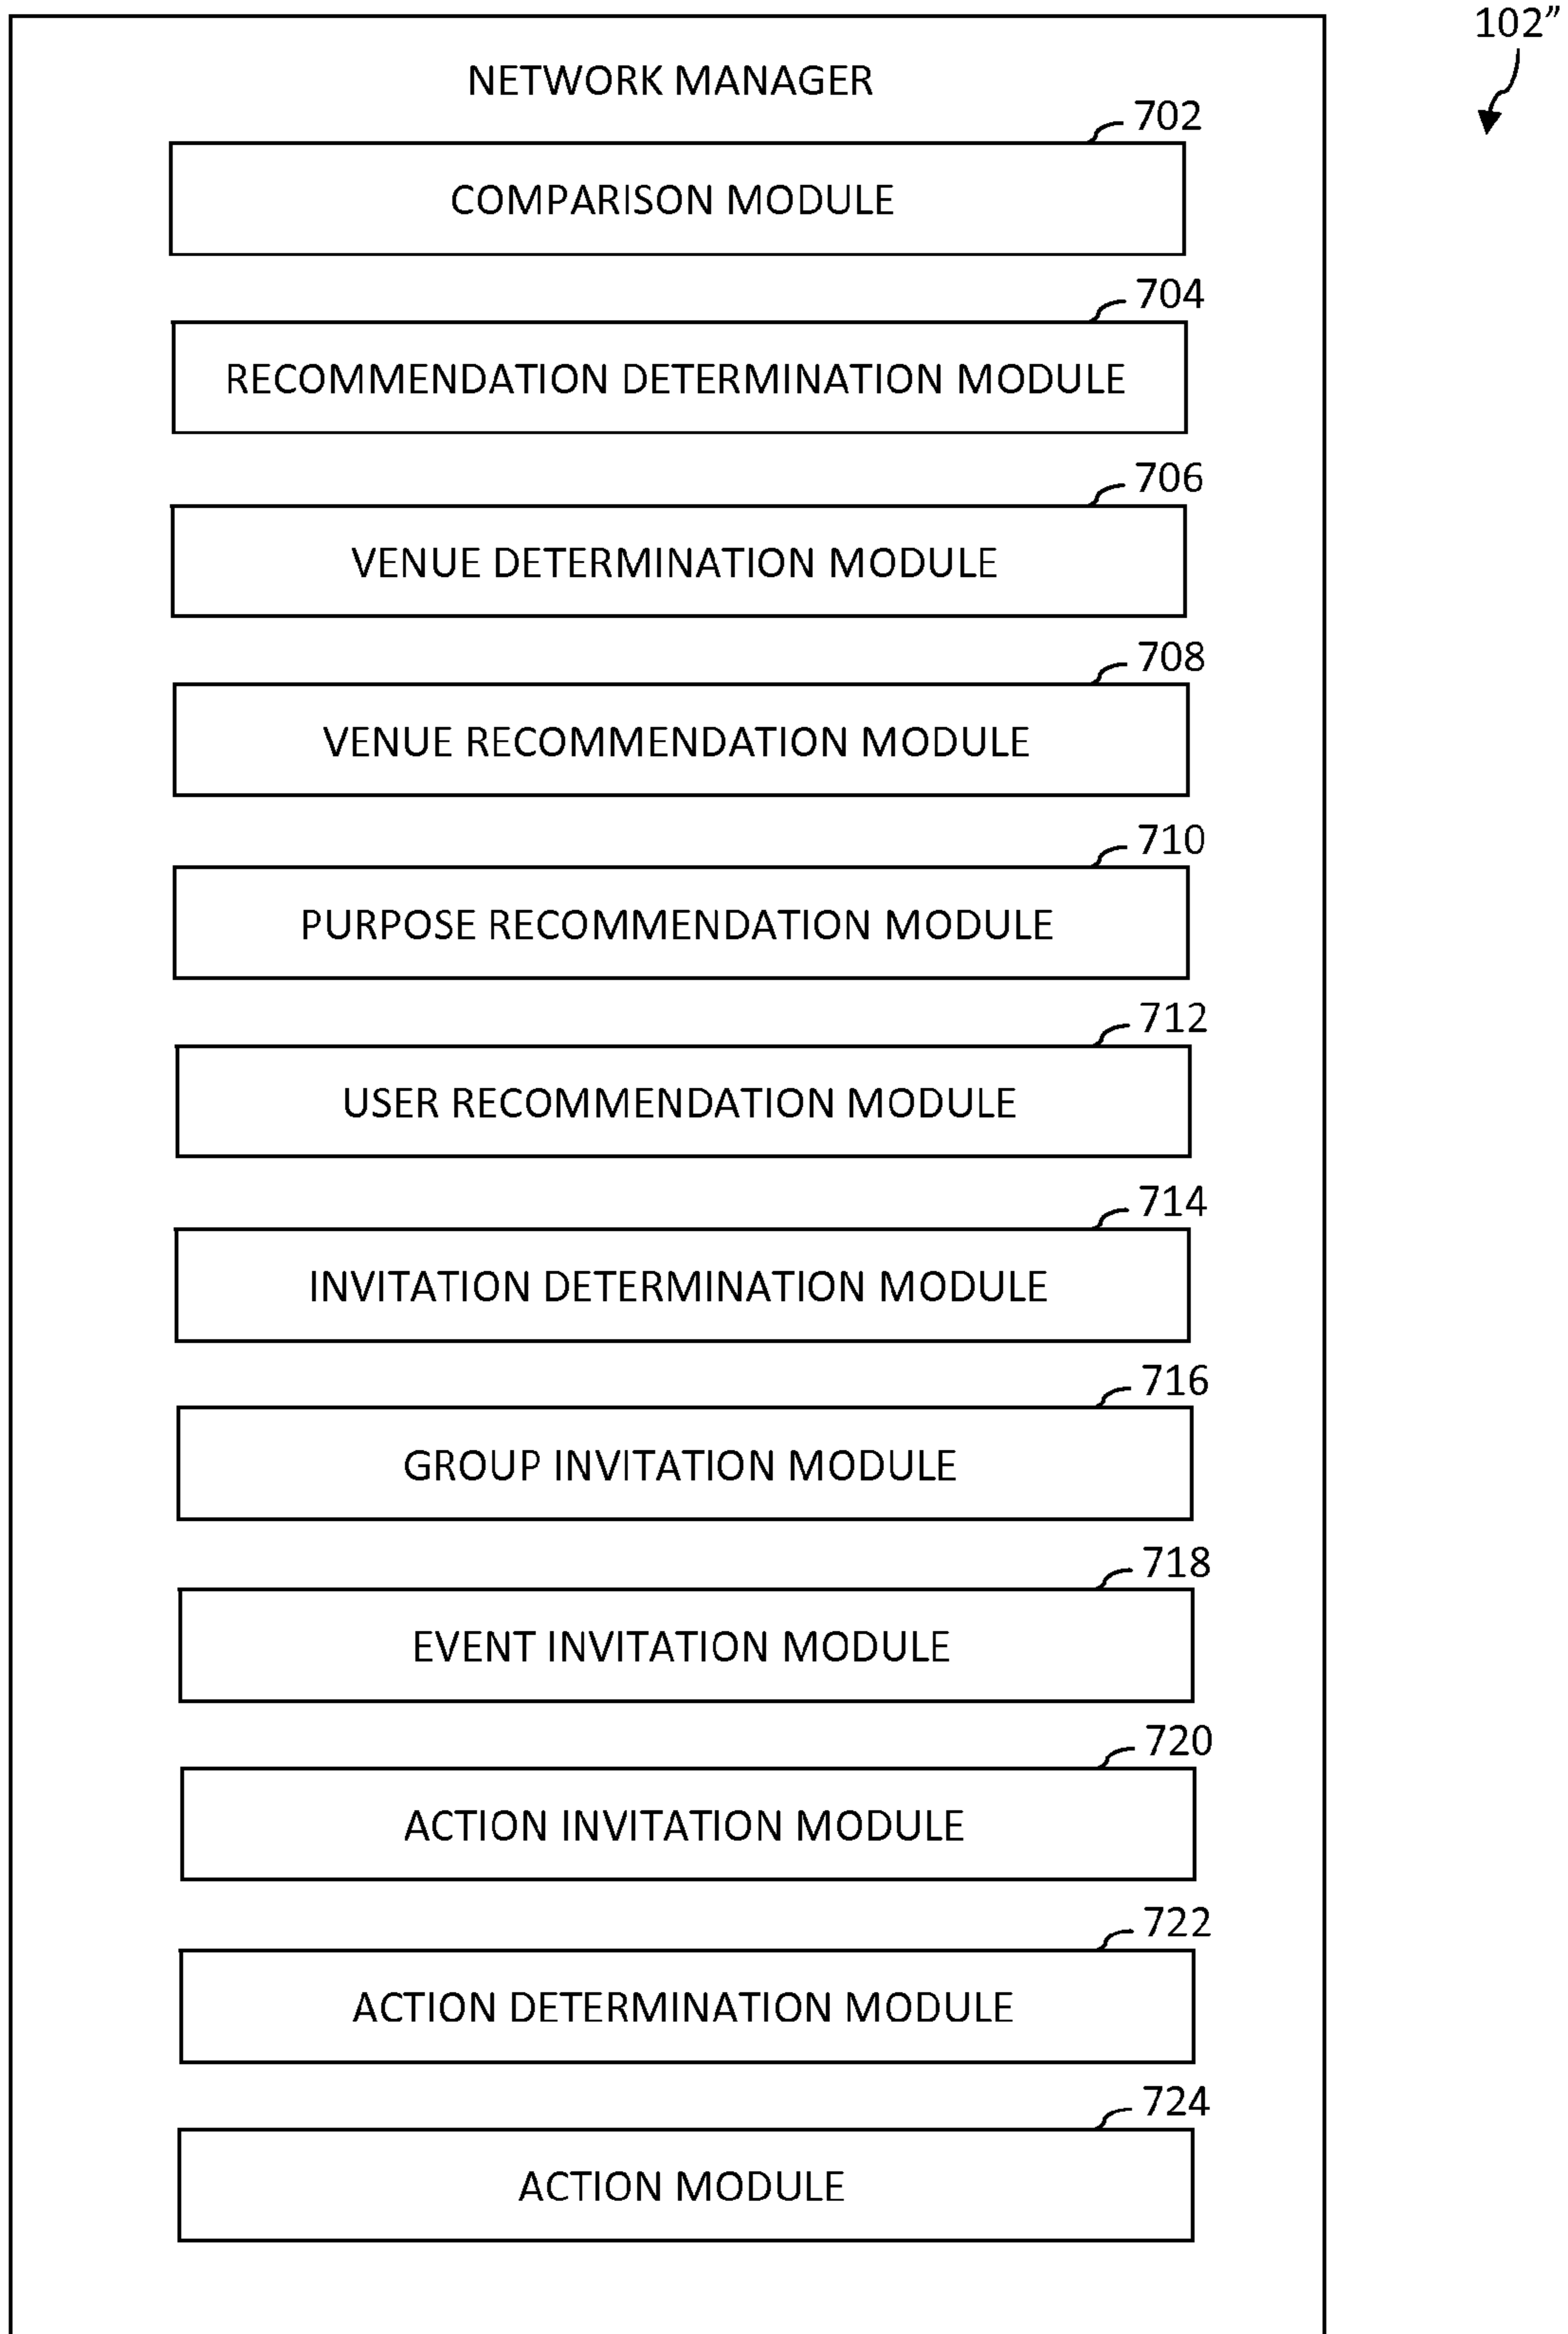 102”
NETWORK MANAGER
702
COMPARISON MODULE
704
RECOMMENDATION DETERMINATION MODULE
706
VENUE DETERMINATION MODULE
708
VENUE RECOMMENDATION MODULE
710
PURPOSE RECOMMENDATION MODULE
712
USER RECOMMENDATION MODULE
714
INVITATION DETERMINATION MODULE
716
GROUP INVITATION MODULE
718
EVENT INVITATION MODULE
720
ACTION INVITATION MODULE
722
ACTION DETERMINATION MODULE
724
ACTION MODULE